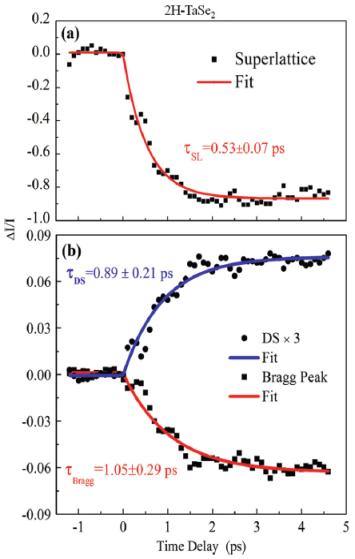 2H-TaSe2
0.2
(a)
0.0
Superlattice
Fit
-0.2
-0.4
-0.6
τSL=0.53±0.07 ps
-0.8
-1.0
ΔI/I
0.09
(b)
τDS=0.89 ± 0.21 ps
0.06
0.03
DS × 3
Fit
0.00
Bragg Peak
Fit
-0.03
-0.06
τBragg=1.05±0.29 ps
-0.09
-1 0 1 2 3 4 5
Time Delay (ps)